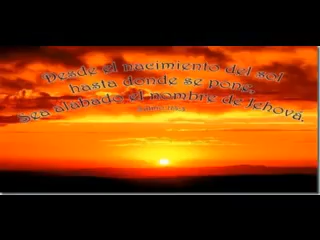 Desde el nacimiento del sol
hasta donde se pone,
Sea alabado el nombre de Jehová.